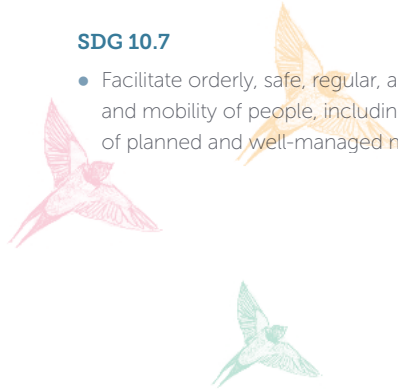 SDG 10.7
● Facilitate orderly, safe, regular, a
and mobility of people, includin
of planned and well-managed